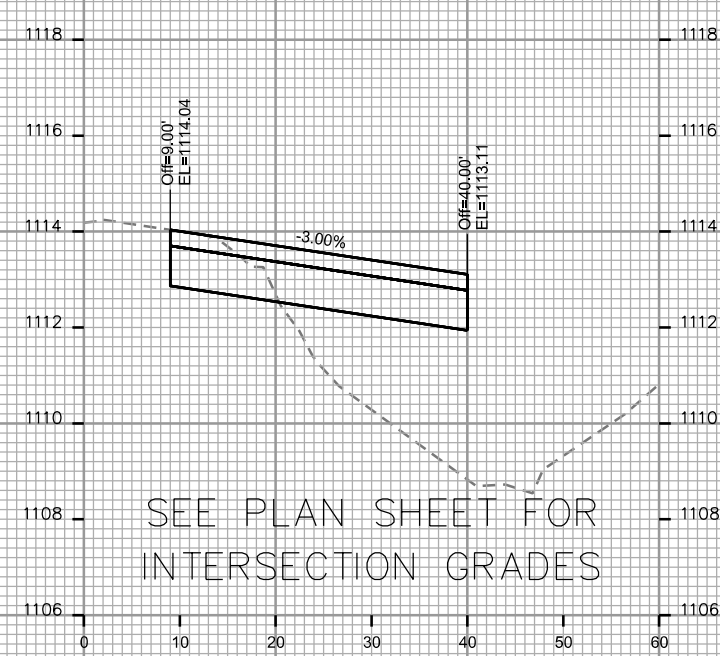 1118 1118
Off=9.00'
EL=1114.04
1116 1116
Off=40.00'
EL=1113.11
1114 1114
-3.00%
1112 1112
1110 1110
1108 1108
SEE PLAN SHEET FOR
INTERSECTION GRADES
1106 1106
0 10 20 30 40 50 60